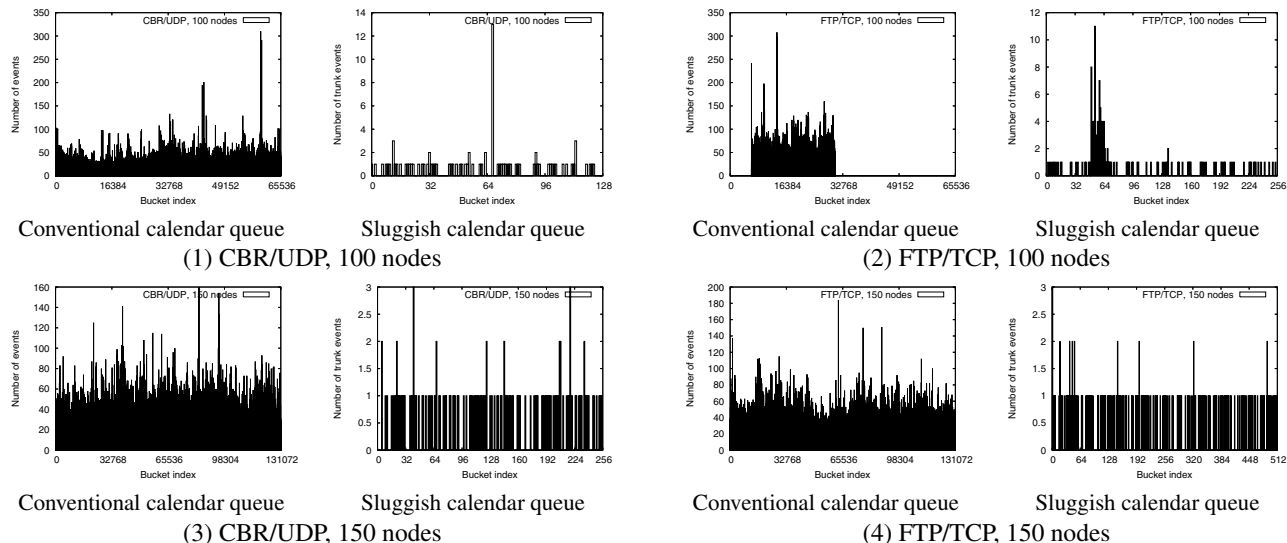 CBR/UDP, 100 nodes
Number of events
350
300
250
200
150
100
50
0
0 16384 32768 49152 65536
Bucket index
Conventional calendar queue
CBR/UDP, 100 nodes
Number of trunk events
14
12
10
8
6
4
2
0
0 32 64 96 128
Bucket index
Sluggish calendar queue
(1) CBR/UDP, 100 nodes
FTP/TCP, 100 nodes
Number of events
350
300
250
200
150
100
50
0
0 16384 32768 49152 65536
Bucket index
Conventional calendar queue
FTP/TCP, 100 nodes
Number of trunk events
12
10
8
6
4
2
0
0 32 64 96 128 160 192 224 256
Bucket index
Sluggish calendar queue
(2) FTP/TCP, 100 nodes
CBR/UDP, 150 nodes
Number of events
160
140
120
100
80
60
40
20
0
0 32768 65536 98304 131072
Bucket index
Conventional calendar queue
CBR/UDP, 150 nodes
Number of trunk events
3
2.5
2
1.5
1
0.5
0
0 32 64 96 128 160 192 224 256
Bucket index
Sluggish calendar queue
(3) CBR/UDP, 150 nodes
FTP/TCP, 150 nodes
Number of events
200
180
160
140
120
100
80
60
40
20
0
0 32768 65536 98304 131072
Bucket index
Conventional calendar queue
FTP/TCP, 150 nodes
Number of trunk events
3
2.5
2
1.5
1
0.5
0
0 64 128 192 256 320 384 448 512
Bucket index
Sluggish calendar queue
(4) FTP/TCP, 150 nodes